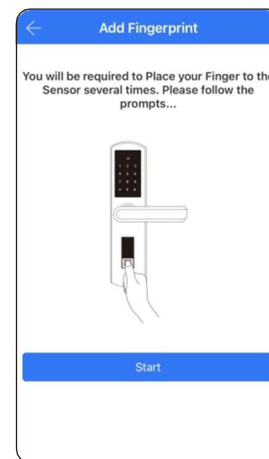 Add Fingerprint
You will be required to Place your Finger to the
Sensor several times. Please follow the
prompts...
Start